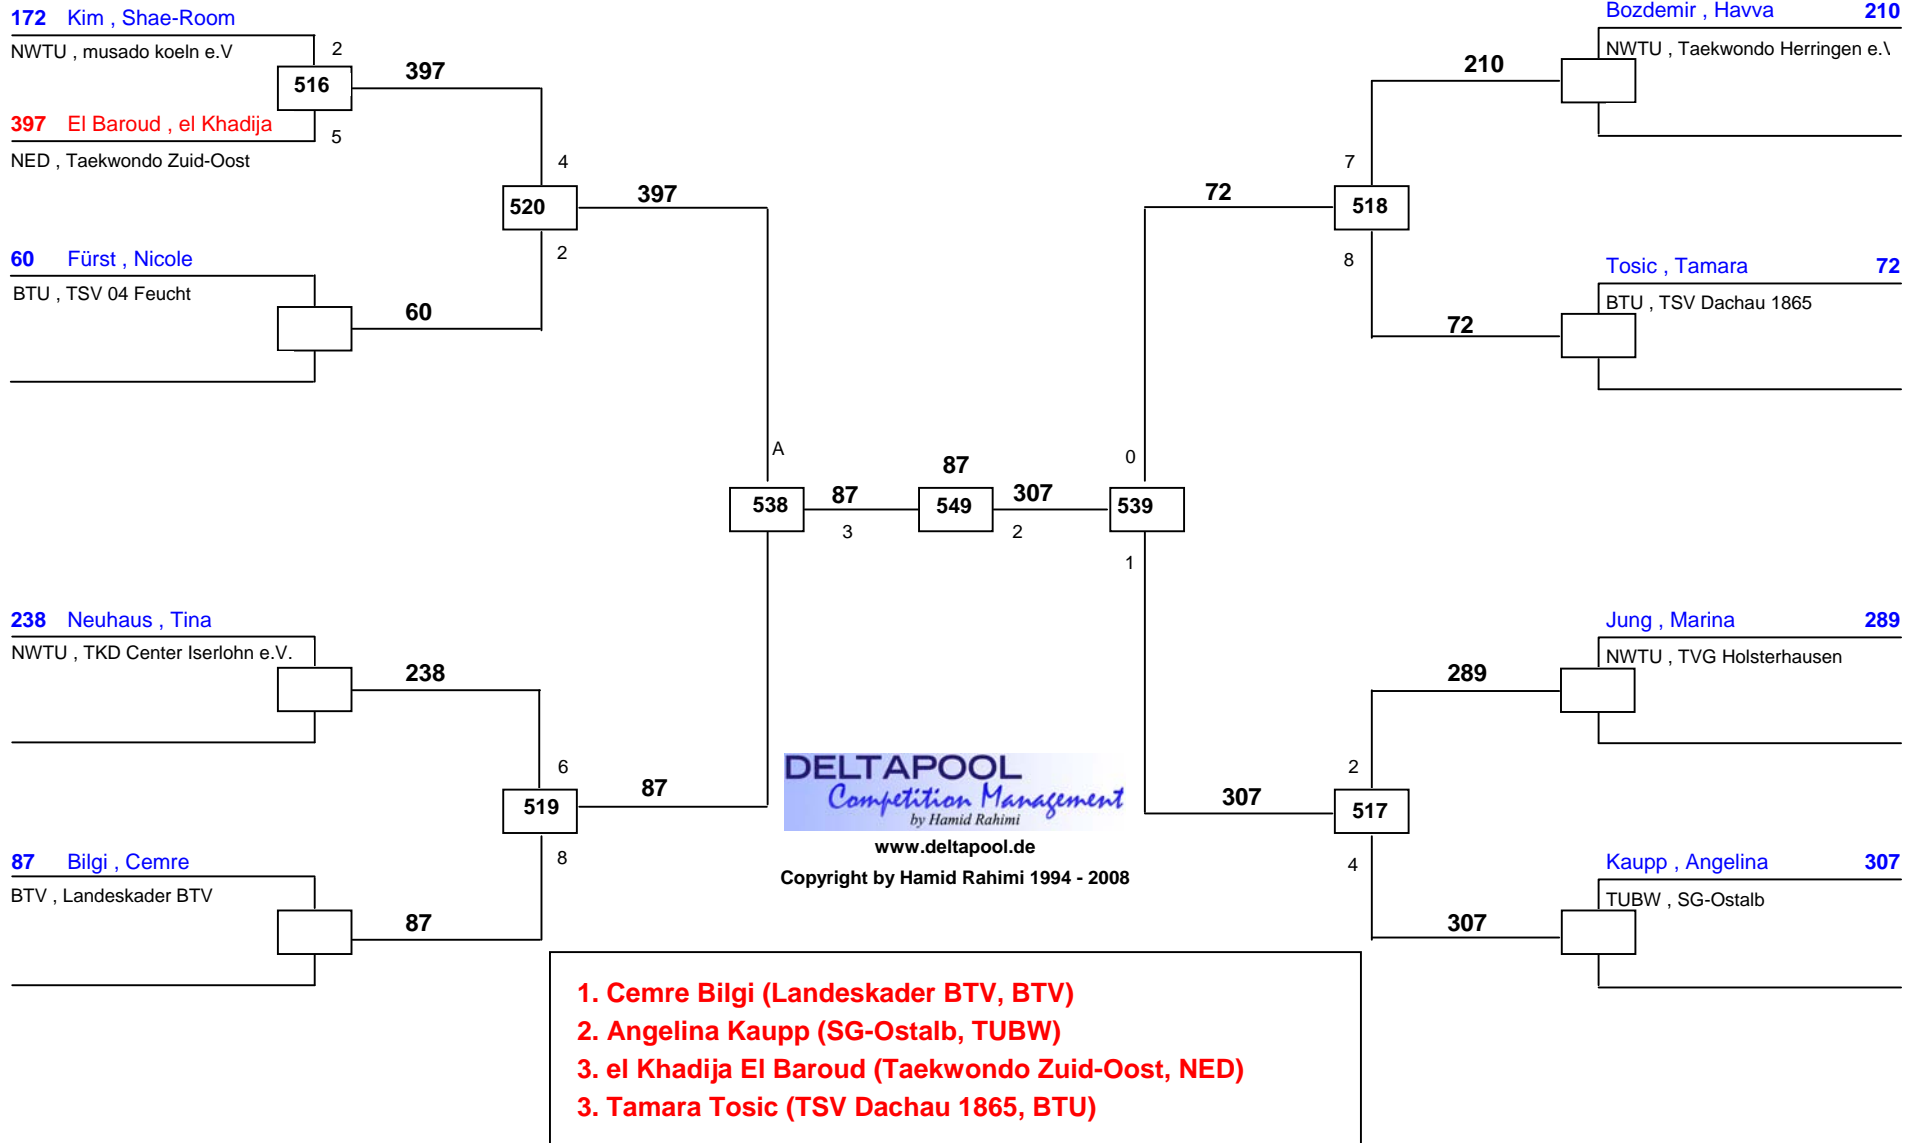 172 Kim , Shae-Room
NWTU , musado koeln e.V
2
516
397
397 El Baroud , el Khadija
5
NED , Taekwondo Zuid-Oost
4
520
397
2
60 Fürst , Nicole
BTU , TSV 04 Feucht
60
A
538
87
3
87
549
307
2
0
539
1
238 Neuhaus , Tina
NWTU , TKD Center Iserlohn e.V.
238
6
519
87
8
87 Bilgi , Cemre
BTV , Landeskader BTV
87
Bozdemir , Havva 210
NWTU , Taekwondo Herringen e.\
210
7
518
72
8
Tosic , Tamara 72
BTU , TSV Dachau 1865
72
Jung , Marina 289
NWTU , TVG Holsterhausen
289
2
517
307
4
Kaupp , Angelina 307
TUBW , SG-Ostalb
307
DELTAPOOL
Competition Management
by Hamid Rahimi
www.deltapool.de
Copyright by Hamid Rahimi 1994 - 2008
1. Cemre Bilgi (Landeskader BTV, BTV)
2. Angelina Kaupp (SG-Ostalb, TUBW)
3. el Khadija El Baroud (Taekwondo Zuid-Oost, NED)
3. Tamara Tosic (TSV Dachau 1865, BTU)